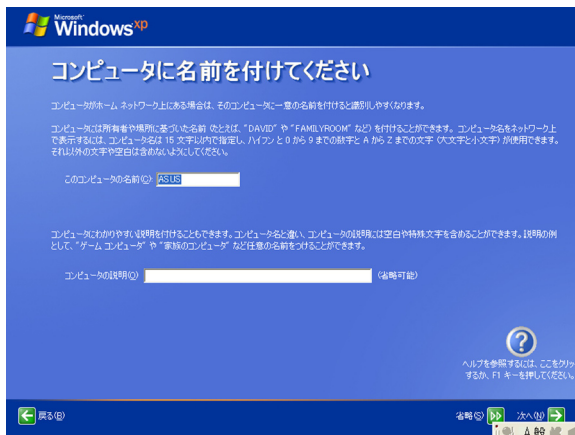 Microsoft
Windows xp
コンピュータに名前を付けてください
コンピュータがホーム ネットワーク上にある場合は、そのコンピュータに一意の名前を付けると識別しやすくなります。
コンピュータには所有者や場所に基づいた名前 (たとえば、"DAVID" や "FAMILYROOM" など) を付けることができます。 コンピュータ名をネットワーク上
で表示するには、コンピュータ名は 15 文字以内で指定し、ハイフンと 0 から 9 までの数字と A から Z までの文字 (大文字と小文字) が使用できます。
それ以外の文字や空白は含めないようにしてください。
このコンピュータの名前(C): ASUS
コンピュータにわかりやすい説明を付けることもできます。コンピュータ名と違い、コンピュータの説明には空白や特殊文字を含めることができます。説明の例
として、"ゲーム コンピュータ" や "家族のコンピュータ" など任意の名前をつけることができます。
コンピュータの説明(O): (省略可能)
ヘルプを参照するには、ここをクリッ
するか、F1 キーを押してください。
戻る(B) 省略(S) 次へ(N)
A 般